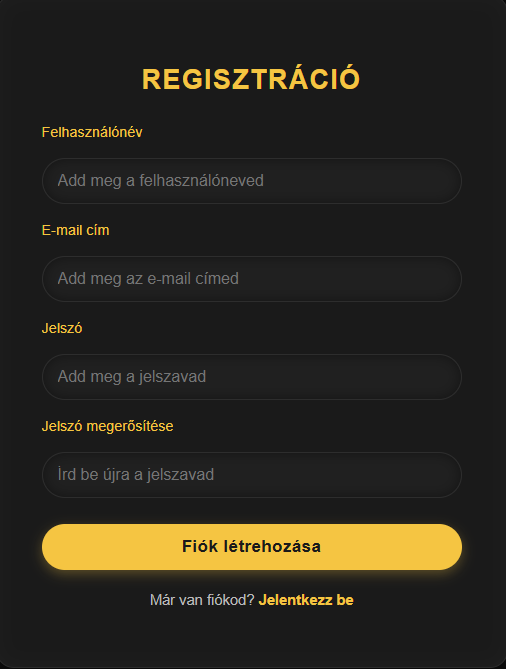 REGISZTRÁCIÓ
Felhasználónév
Add meg a felhasználóneved
E-mail cím
Add meg az e-mail címed
Jelszó
Add meg a jelszavad
Jelszó megerősítése
Írd be újra a jelszavad
Fiók létrehozása
Már van fiókod? Jelentkezz be